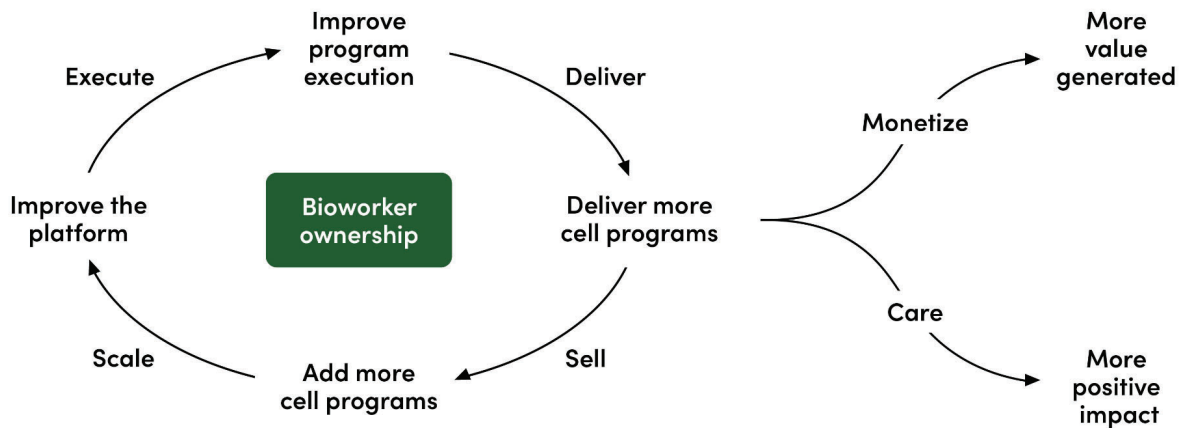 Improve
program
execution
Execute
Deliver
Improve the
platform
Bioworker
ownership
Deliver more
cell programs
Scale
Sell
Add more
cell programs
Monetize
More
value
generated
Care
More
positive
impact